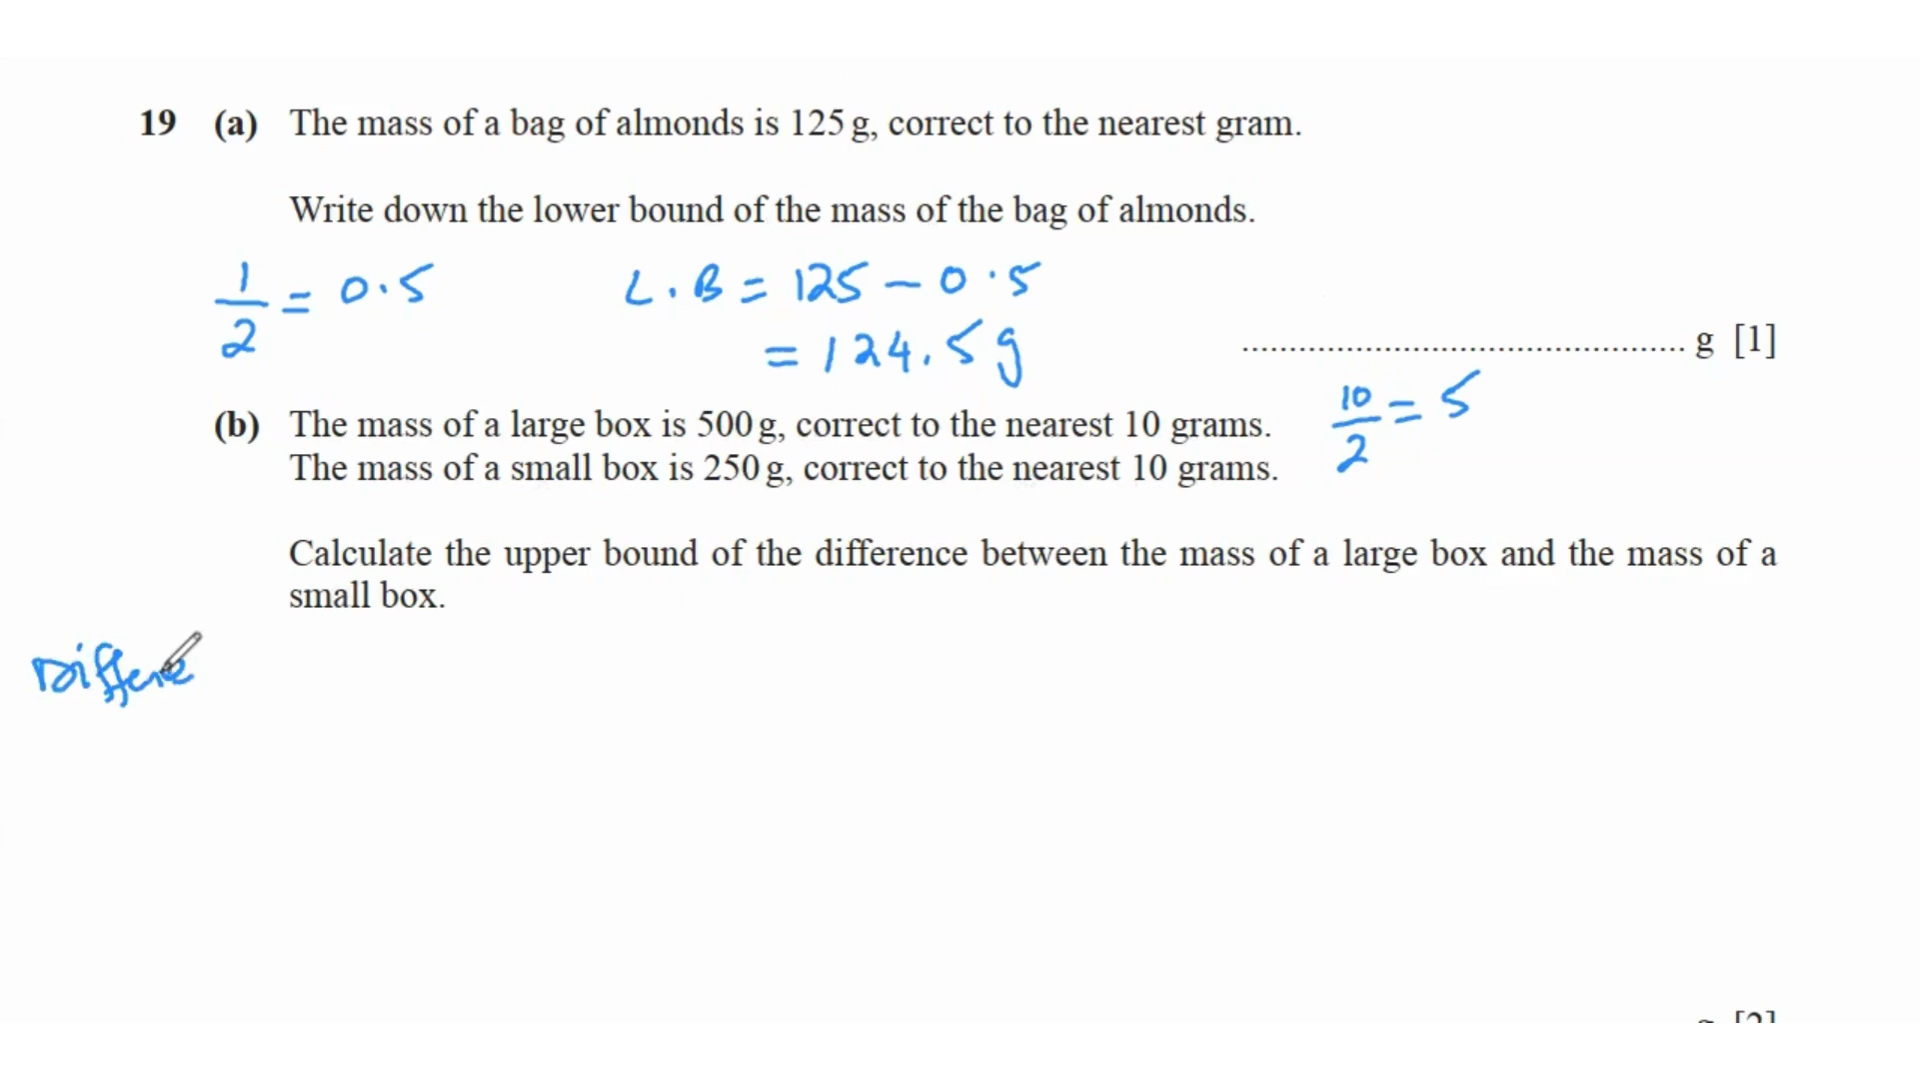 19 (a) The mass of a bag of almonds is 125 g, correct to the nearest gram.
Write down the lower bound of the mass of the bag of almonds.
1/2 = 0.5
L.B = 125 - 0.5
= 124.5 g
................................................ g [1]
(b) The mass of a large box is 500 g, correct to the nearest 10 grams.
The mass of a small box is 250 g, correct to the nearest 10 grams.
10/2 = 5
Calculate the upper bound of the difference between the mass of a large box and the mass of a
small box.